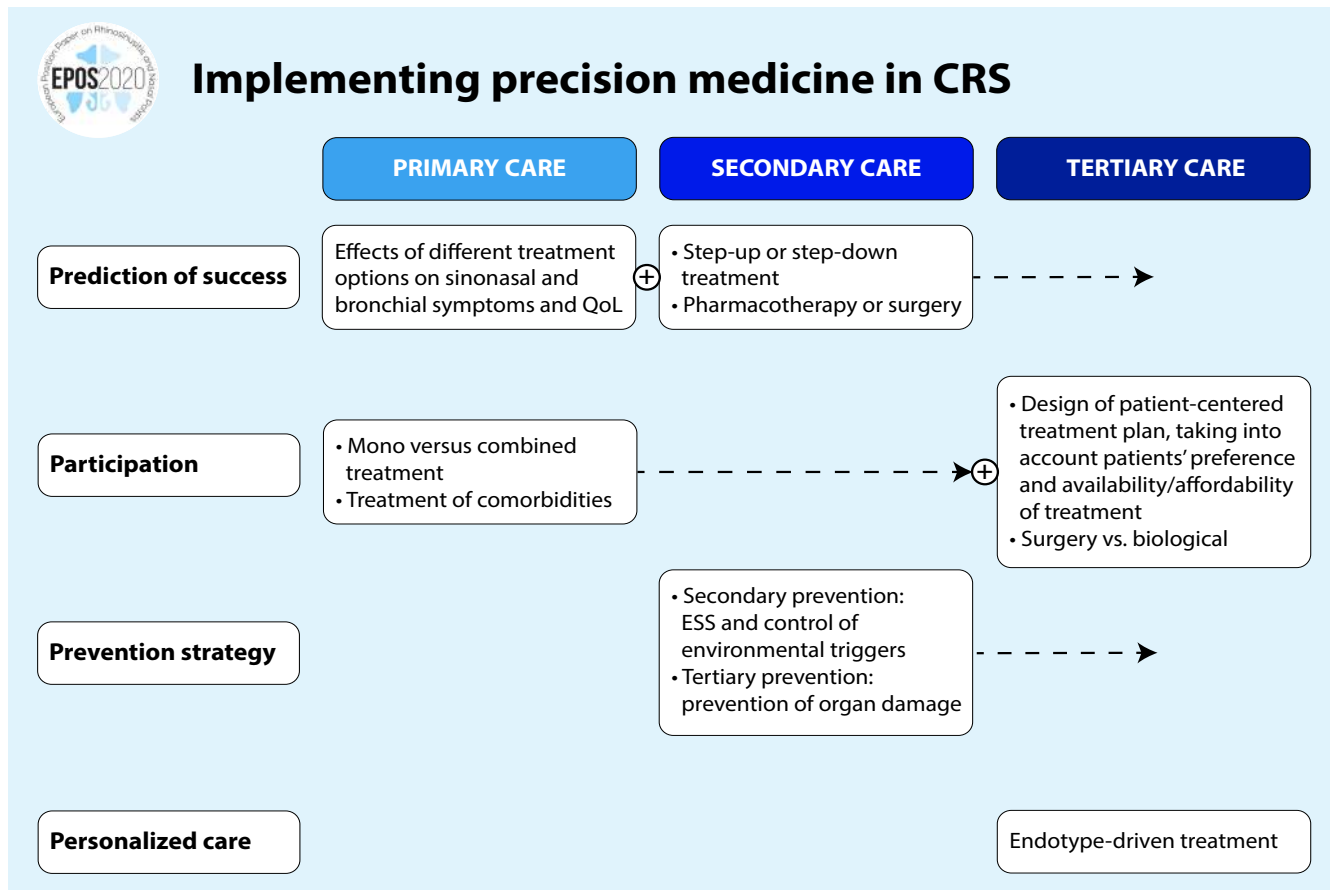 European Position Paper on Rhinosinusitis and Nasal Polyps
EPOS2020
Implementing precision medicine in CRS
PRIMARY CARE
SECONDARY CARE
TERTIARY CARE
Prediction of success
Effects of different treatment
options on sinonasal and
bronchial symptoms and QoL
+
• Step-up or step-down
treatment
• Pharmacotherapy or surgery
Participation
• Mono versus combined
treatment
• Treatment of comorbidities
+
• Design of patient-centered
treatment plan, taking into
account patients’ preference
and availability/affordability
of treatment
• Surgery vs. biological
Prevention strategy
• Secondary prevention:
ESS and control of
environmental triggers
• Tertiary prevention:
prevention of organ damage
Personalized care
Endotype-driven treatment